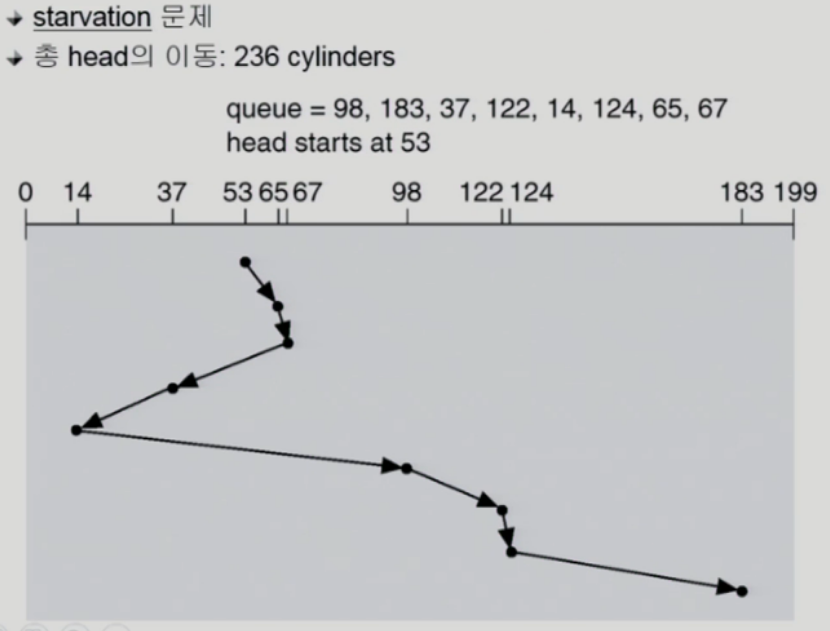 starvation 문제
총 head의 이동: 236 cylinders
queue = 98, 183, 37, 122, 14, 124, 65, 67
head starts at 53
0 14 37 53 65 67 98 122 124 183 199